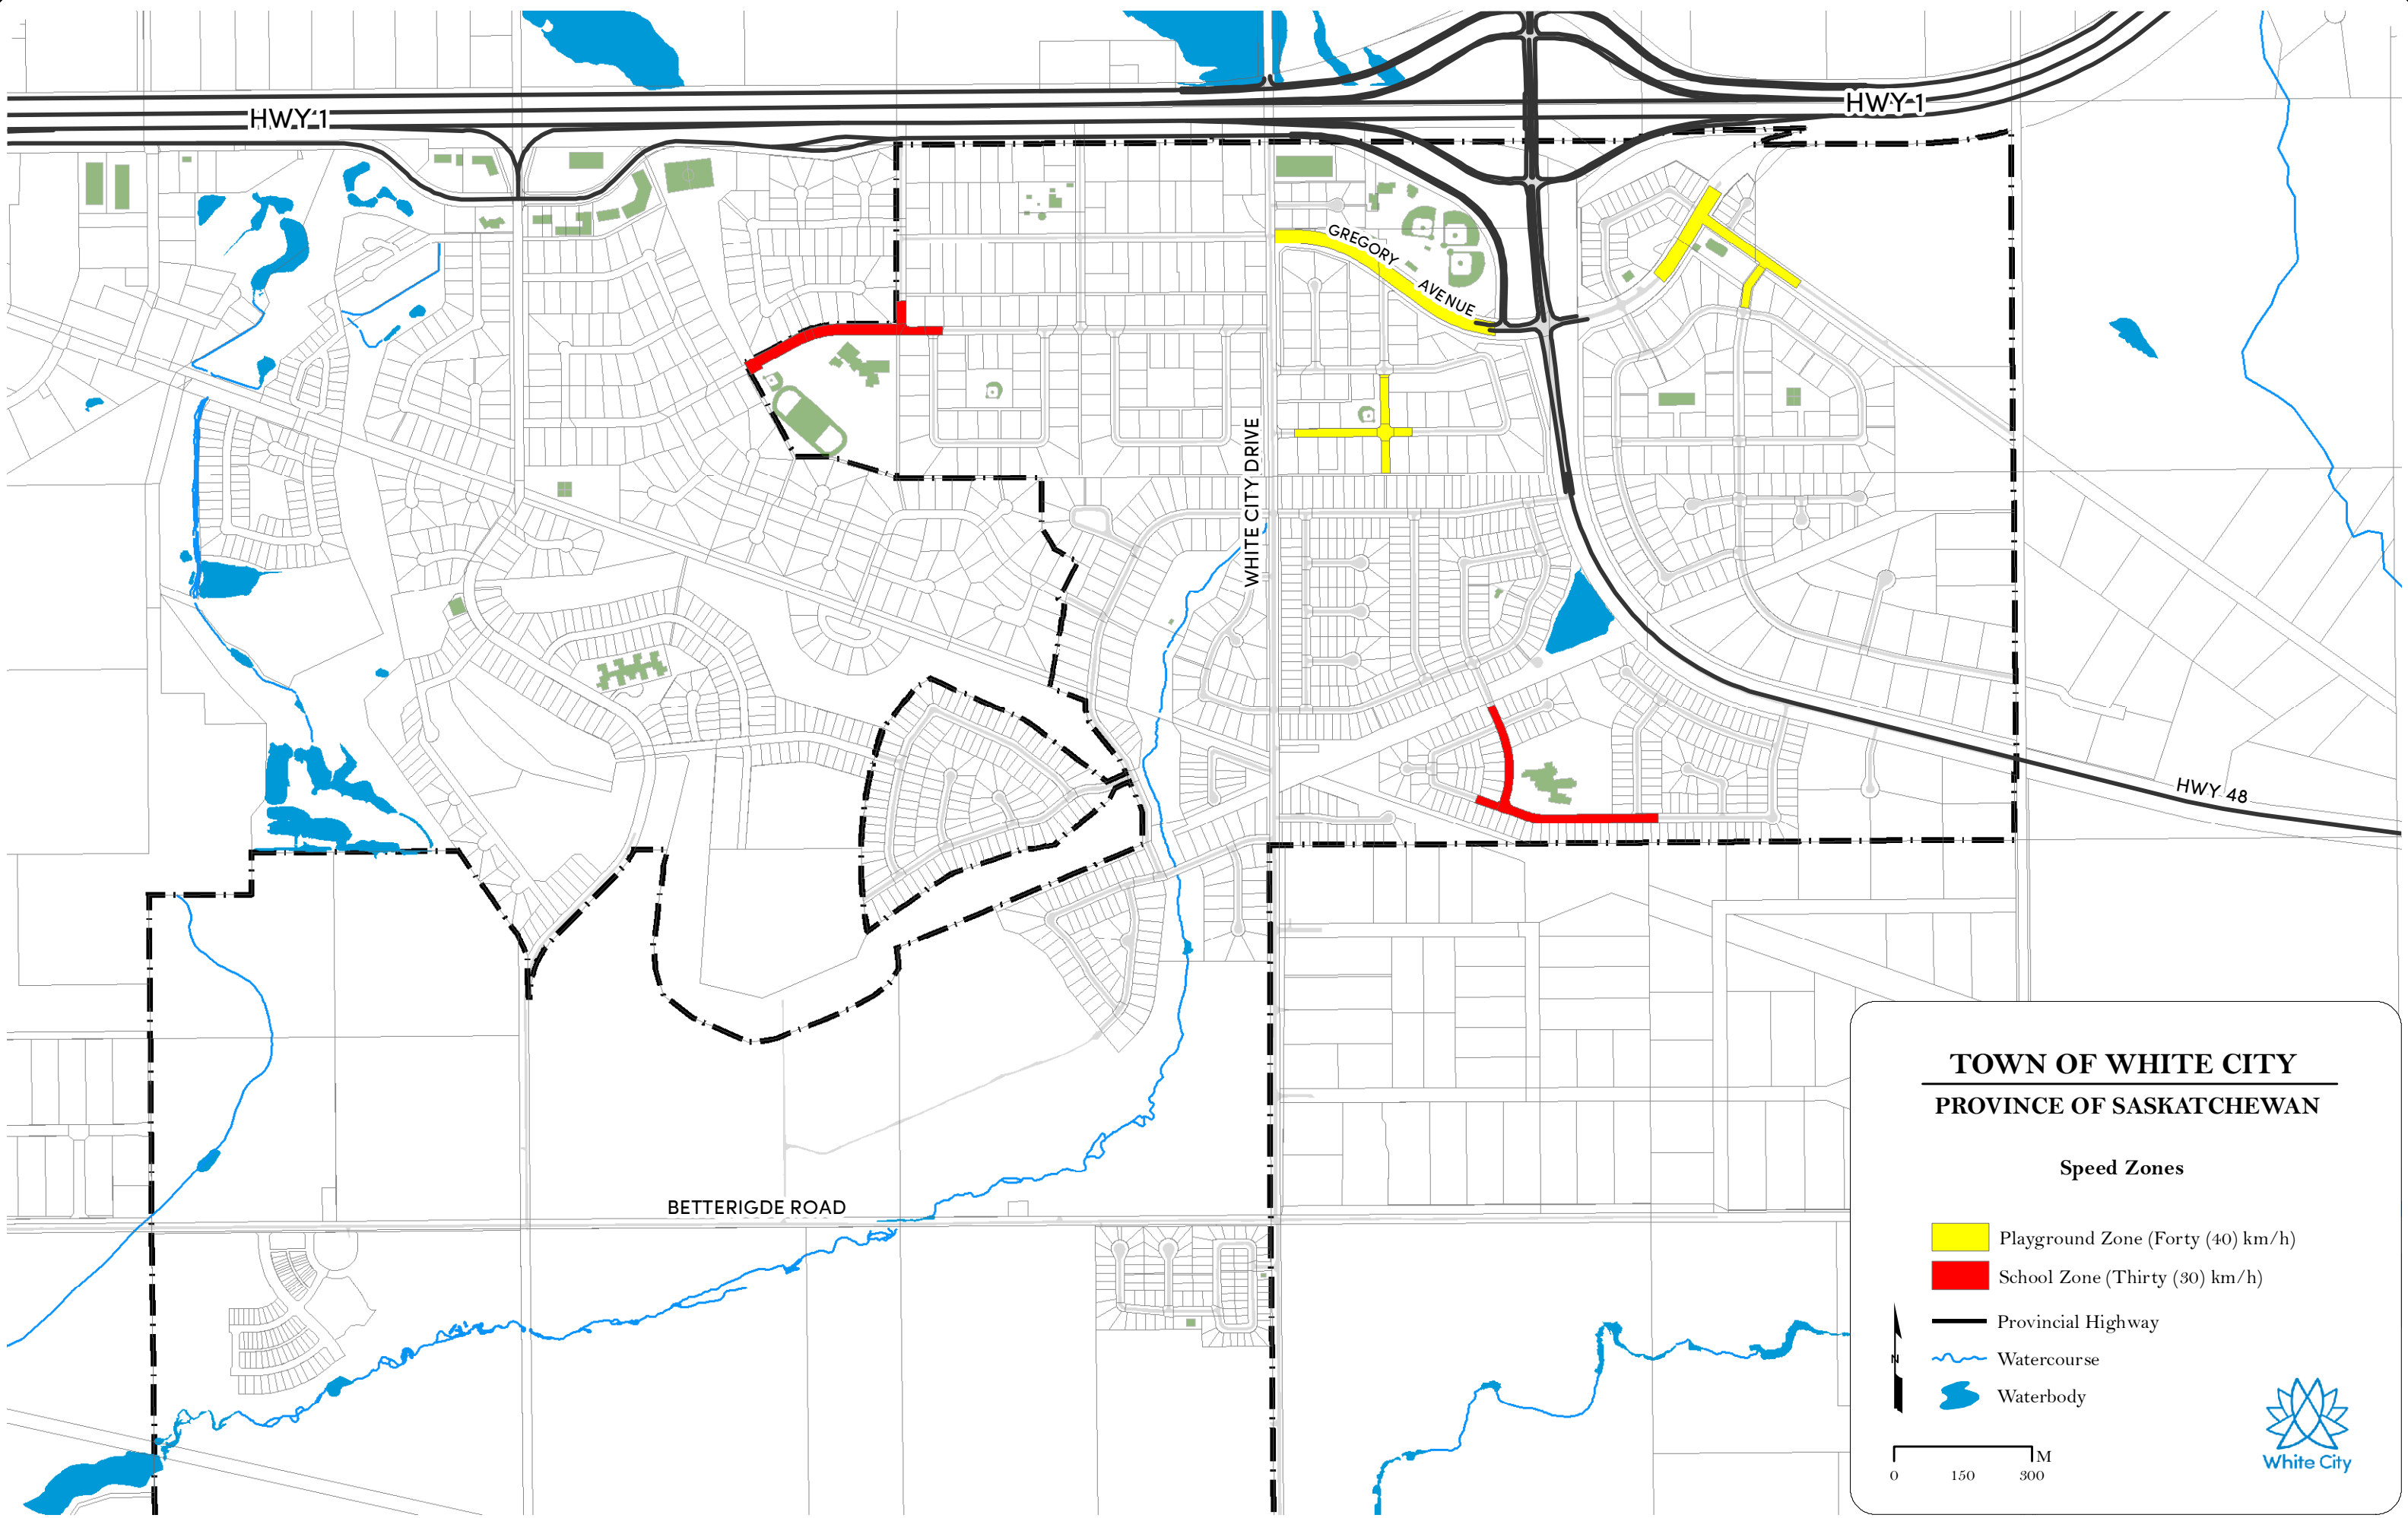 HWY 1
HWY 1
GREGORY AVENUE
WHITE CITY DRIVE
HWY 48
BETTERIGDE ROAD
TOWN OF WHITE CITY
PROVINCE OF SASKATCHEWAN
Speed Zones
Playground Zone (Forty (40) km/h)
School Zone (Thirty (30) km/h)
Provincial Highway
Watercourse
Waterbody
N
M
0 150 300
White City